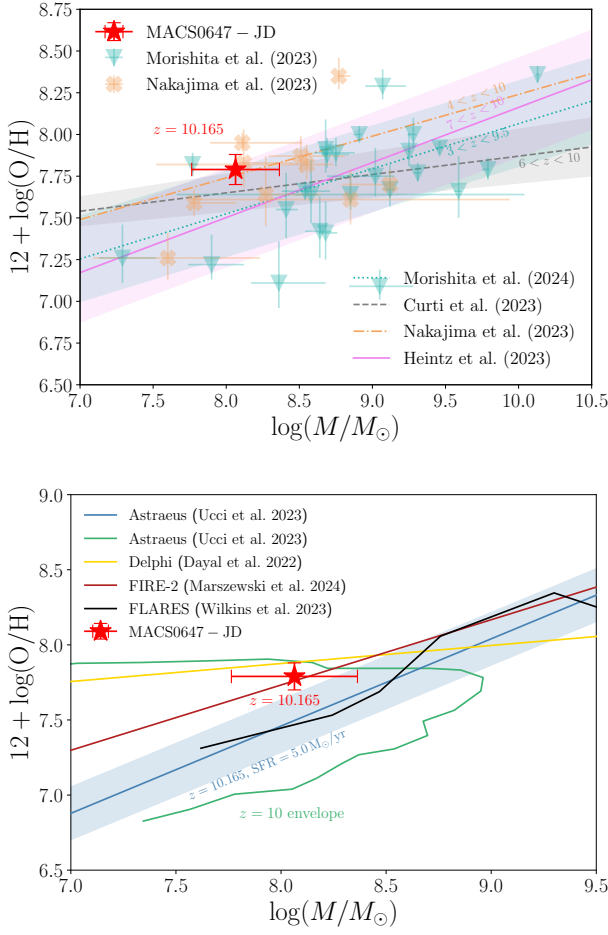 8.75
8.50
8.25
8.00
7.75
7.50
7.25
7.00
6.75
6.50
12 + log(O/H)
MACS0647 − JD
Morishita et al. (2023)
Nakajima et al. (2023)
z = 10.165
4 < z < 10
7 < z < 10
3 < z < 9.5
6 < z < 10
Morishita et al. (2024)
Curti et al. (2023)
Nakajima et al. (2023)
Heintz et al. (2023)
7.0 7.5 8.0 8.5 9.0 9.5 10.0 10.5
log(M/M⊙)
9.0
8.5
8.0
7.5
7.0
6.5
12 + log(O/H)
Astraeus (Ucci et al. 2023)
Astraeus (Ucci et al. 2023)
Delphi (Dayal et al. 2022)
FIRE-2 (Marszewski et al. 2024)
FLARES (Wilkins et al. 2023)
MACS0647 − JD
z = 10.165
z = 10.165, SFR = 5.0 M⊙/yr
z = 10 envelope
7.0 7.5 8.0 8.5 9.0 9.5
log(M/M⊙)